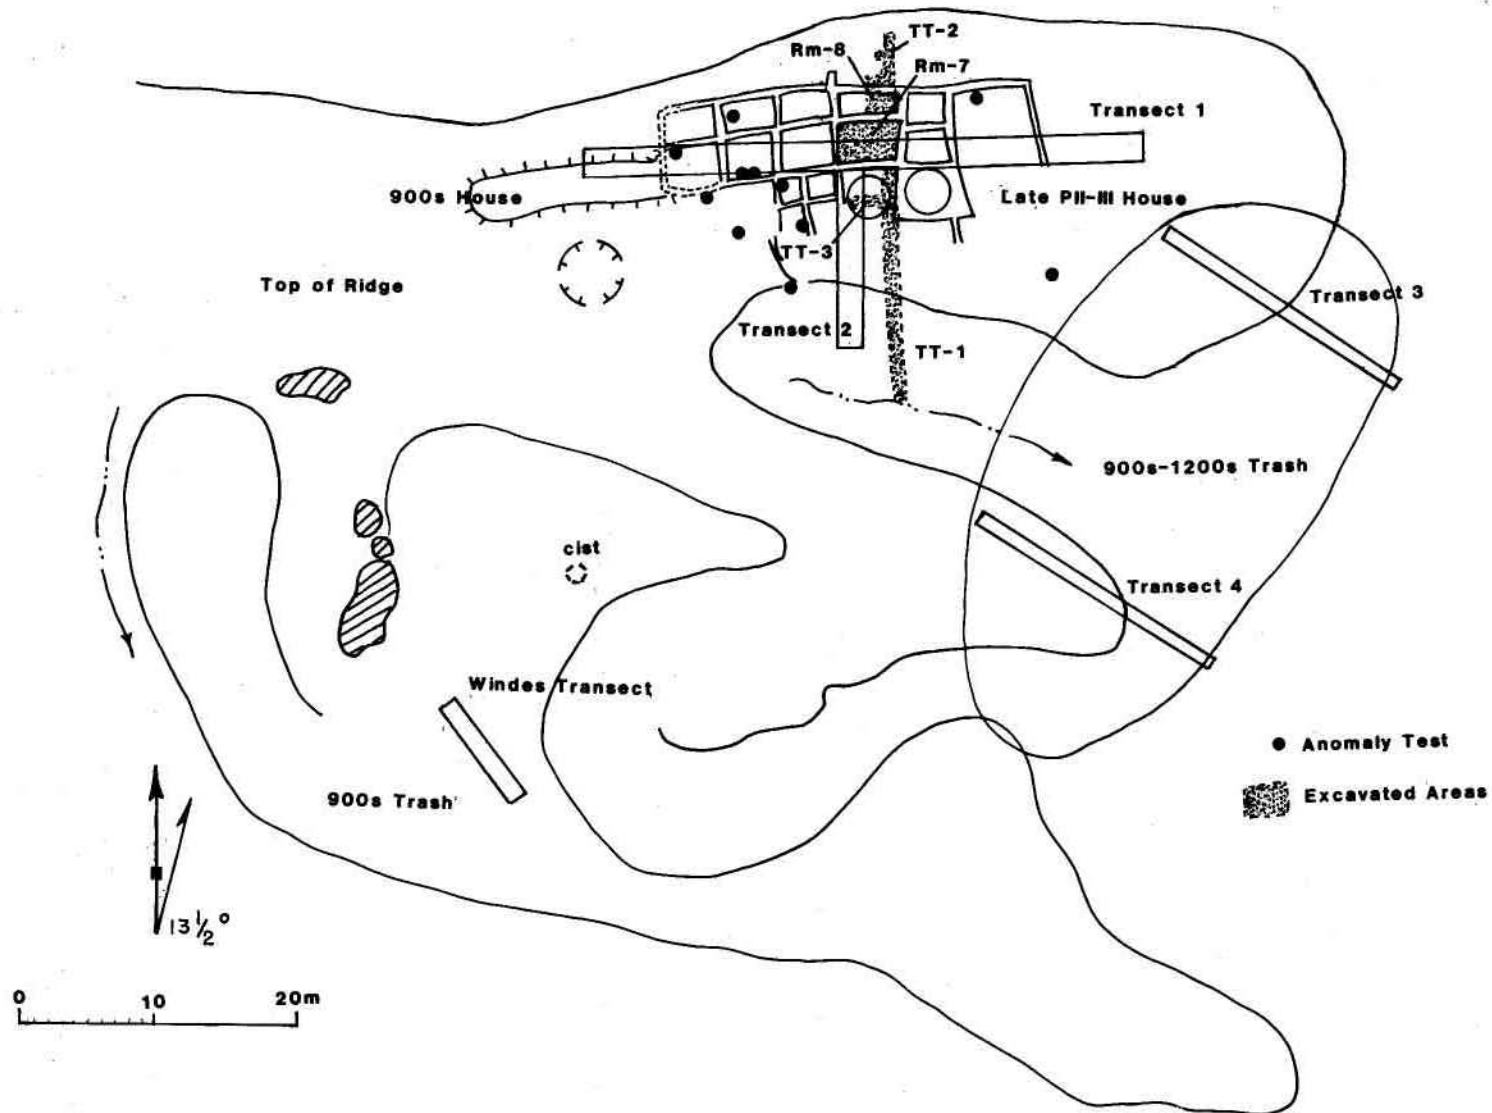 TT-2
Rm-8
Rm-7
Transect 1
900s House
Late PII-III House
TT-3
Top of Ridge
Transect 3
Transect 2
TT-1
900s-1200s Trash
cist
Transect 4
Windes Transect
Anomaly Test
900s Trash
Excavated Areas
13½°
0 10 20m